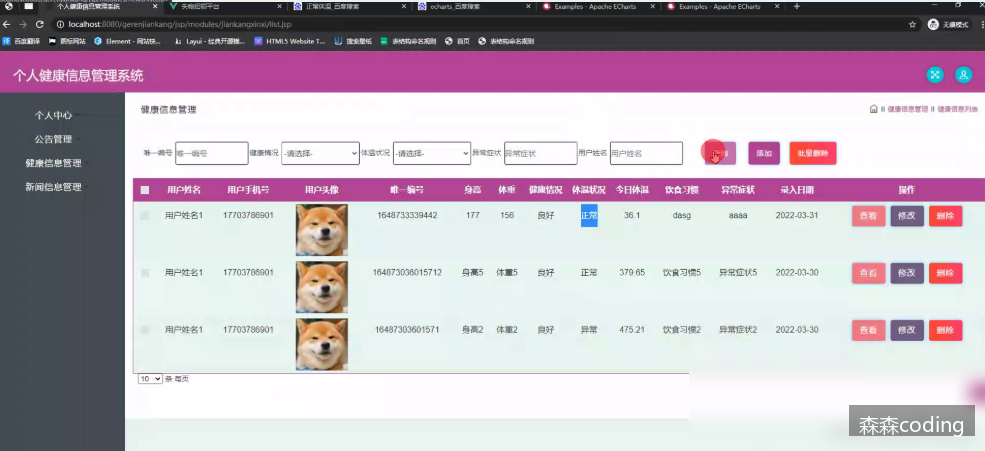 个人健康信息管理系统
正常体温_百度搜索
echarts_百度搜索
Examples - Apache ECharts
Examples - Apache ECharts
localhost:8080/gerenjiankang/jsp/modules/jiankangxinxi/list.jsp
无痕模式
百度翻译
图标网站
Element - 网站快...
Layui - 经典开源模...
HTML5 Website T...
搜索壁纸
表结构命名规则
首页
表结构命名规则
个人健康信息管理系统
个人中心
公告管理
健康信息管理
新闻信息管理
健康信息管理
健康信息管理 健康信息列表
唯一编号 唯一编号 健康情况 -请选择- 体温状况 -请选择- 异常症状 异常症状 用户姓名 用户姓名 添加 批量删除
用户姓名 用户手机号 用户头像 唯一编号 身高 体重 健康情况 体温状况 今日体温 饮食习惯 异常症状 录入日期 操作
用户姓名1 17703786901 1648733339442 177 156 良好 正常 36.1 dasg aaaa 2022-03-31 查看 修改 删除
用户姓名1 17703786901 164873036015712 身高5 体重5 良好 正常 379.65 饮食习惯5 异常症状5 2022-03-30 查看 修改 删除
用户姓名1 17703786901 16487303601571 身高2 体重2 良好 异常 475.21 饮食习惯2 异常症状2 2022-03-30 查看 修改 删除
10 条 每页
森森coding